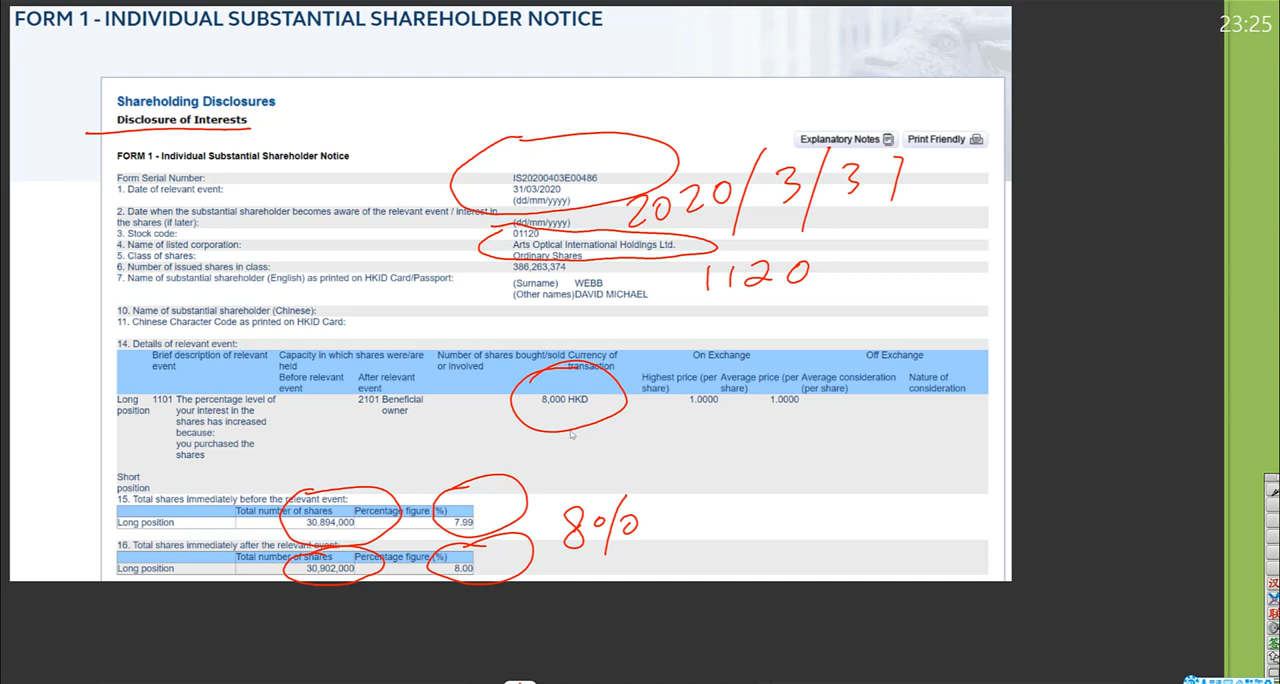 FORM 1 - INDIVIDUAL SUBSTANTIAL SHAREHOLDER NOTICE
23:25
Shareholding Disclosures
Disclosure of Interests
Explanatory Notes
Print Friendly
FORM 1 - Individual Substantial Shareholder Notice
Form Serial Number: IS20200403E00486
1. Date of relevant event: 31/03/2020
(dd/mm/yyyy)
2020/3/31
2. Date when the substantial shareholder becomes aware of the relevant event / interest in
the shares (if later): (dd/mm/yyyy)
3. Stock code: 01120
4. Name of listed corporation: Arts Optical International Holdings Ltd.
5. Class of shares: Ordinary Shares
6. Number of issued shares in class: 386,263,374
1120
7. Name of substantial shareholder (English) as printed on HKID Card/Passport:
(Surname) WEBB
(Other names) DAVID MICHAEL
10. Name of substantial shareholder (Chinese):
11. Chinese Character Code as printed on HKID Card:
14. Details of relevant event:
Brief description of relevant event
Capacity in which shares were/are held
Number of shares bought/sold or involved
Currency of transaction
On Exchange
Off Exchange
Before relevant event
After relevant event
Highest price (per share)
Average price (per share)
Average consideration (per share)
Nature of consideration
Long position
1101 The percentage level of your interest in the shares has increased because: you purchased the shares
2101 Beneficial owner
8,000 HKD
1.0000
1.0000
Short position
15. Total shares immediately before the relevant event:
Total number of shares Percentage figure (%)
Long position 30,894,000 7.99
8%
16. Total shares immediately after the relevant event:
Total number of shares Percentage figure (%)
Long position 30,902,000 8.00
汉
联
签